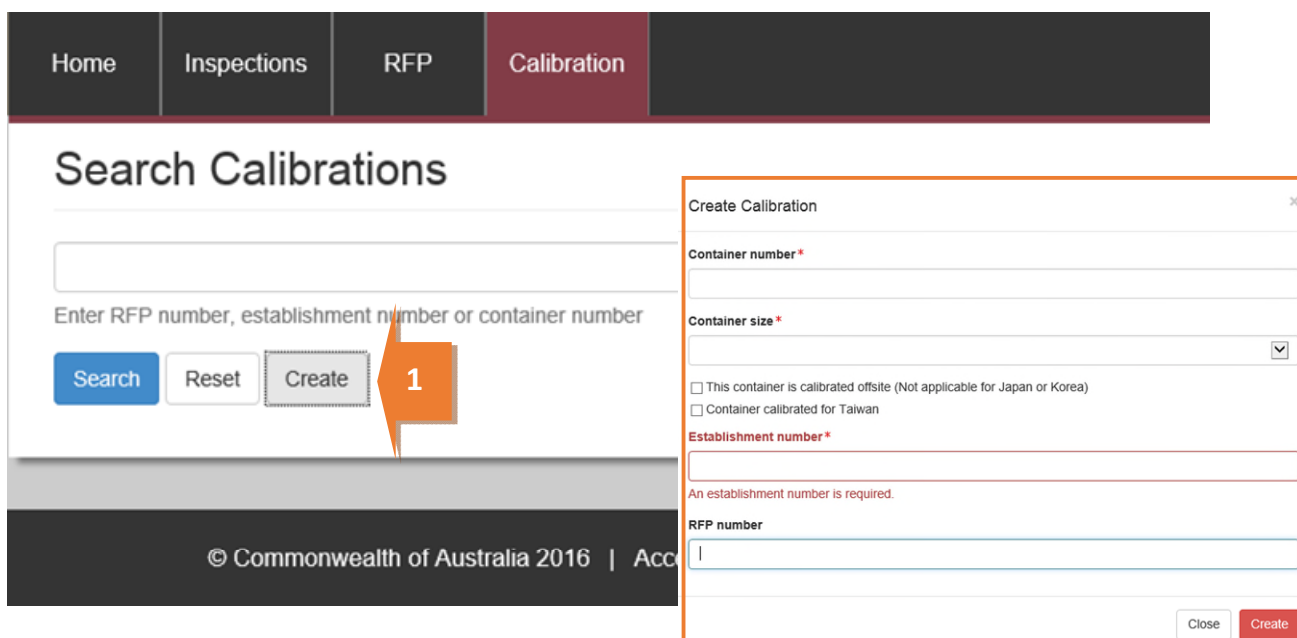 Home Inspections RFP Calibration
Search Calibrations
Enter RFP number, establishment number or container number
Search Reset Create 1
© Commonwealth of Australia 2016 | Acc
Create Calibration ×
Container number*
Container size*
This container is calibrated offsite (Not applicable for Japan or Korea)
Container calibrated for Taiwan
Establishment number*
An establishment number is required.
RFP number
Close Create